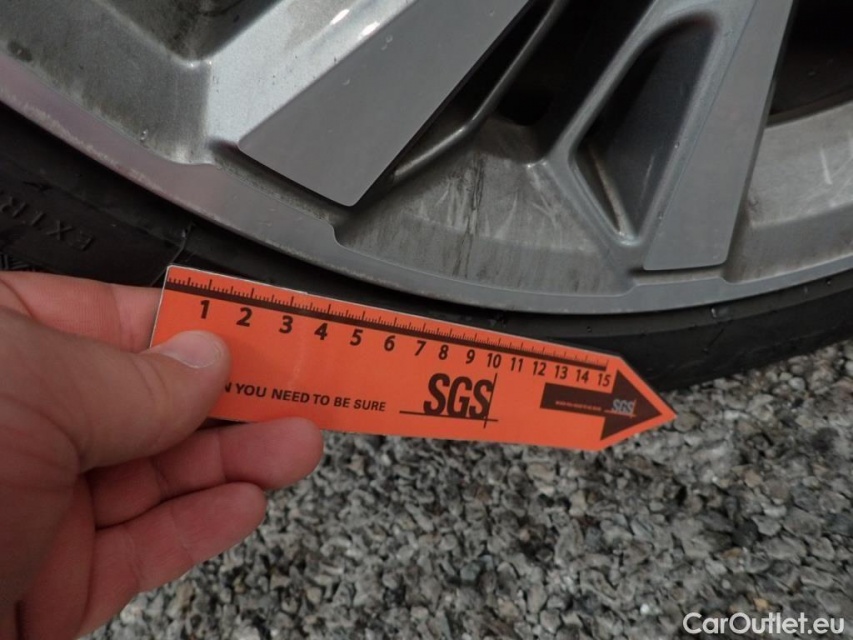 EXTR
1 2 3 4 5 6 7 8 9 10 11 12 13 14 15
N YOU NEED TO BE SURE
SGS
SGS
CarOutlet.eu